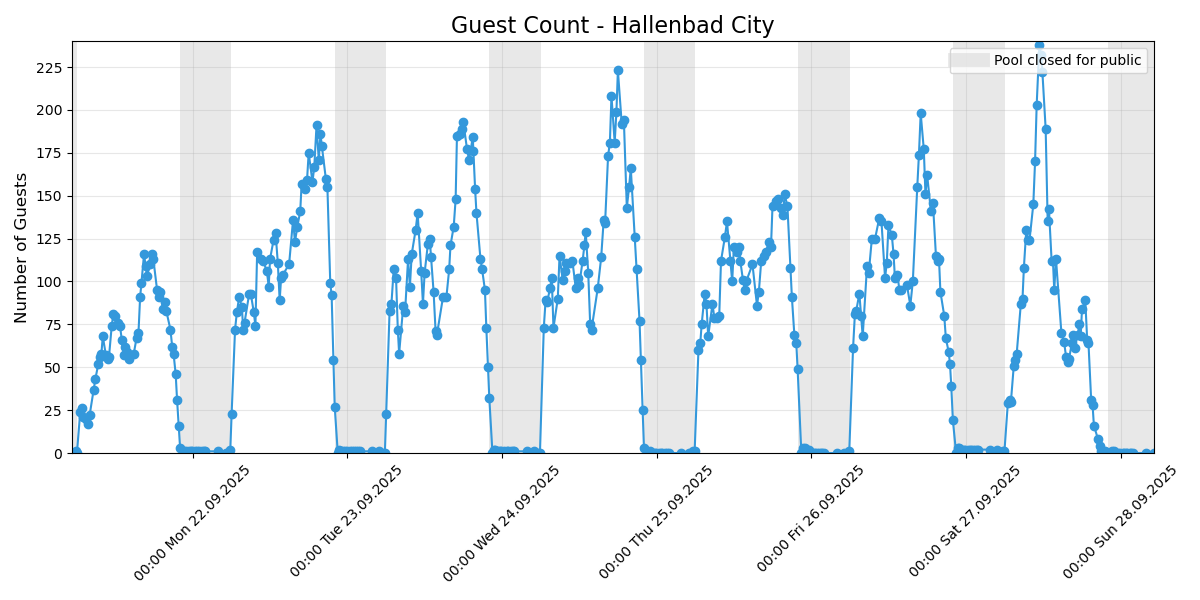 Guest Count - Hallenbad City
Pool closed for public
Number of Guests
225
200
175
150
125
100
75
50
25
0
00:00 Mon 22.09.2025
00:00 Tue 23.09.2025
00:00 Wed 24.09.2025
00:00 Thu 25.09.2025
00:00 Fri 26.09.2025
00:00 Sat 27.09.2025
00:00 Sun 28.09.2025